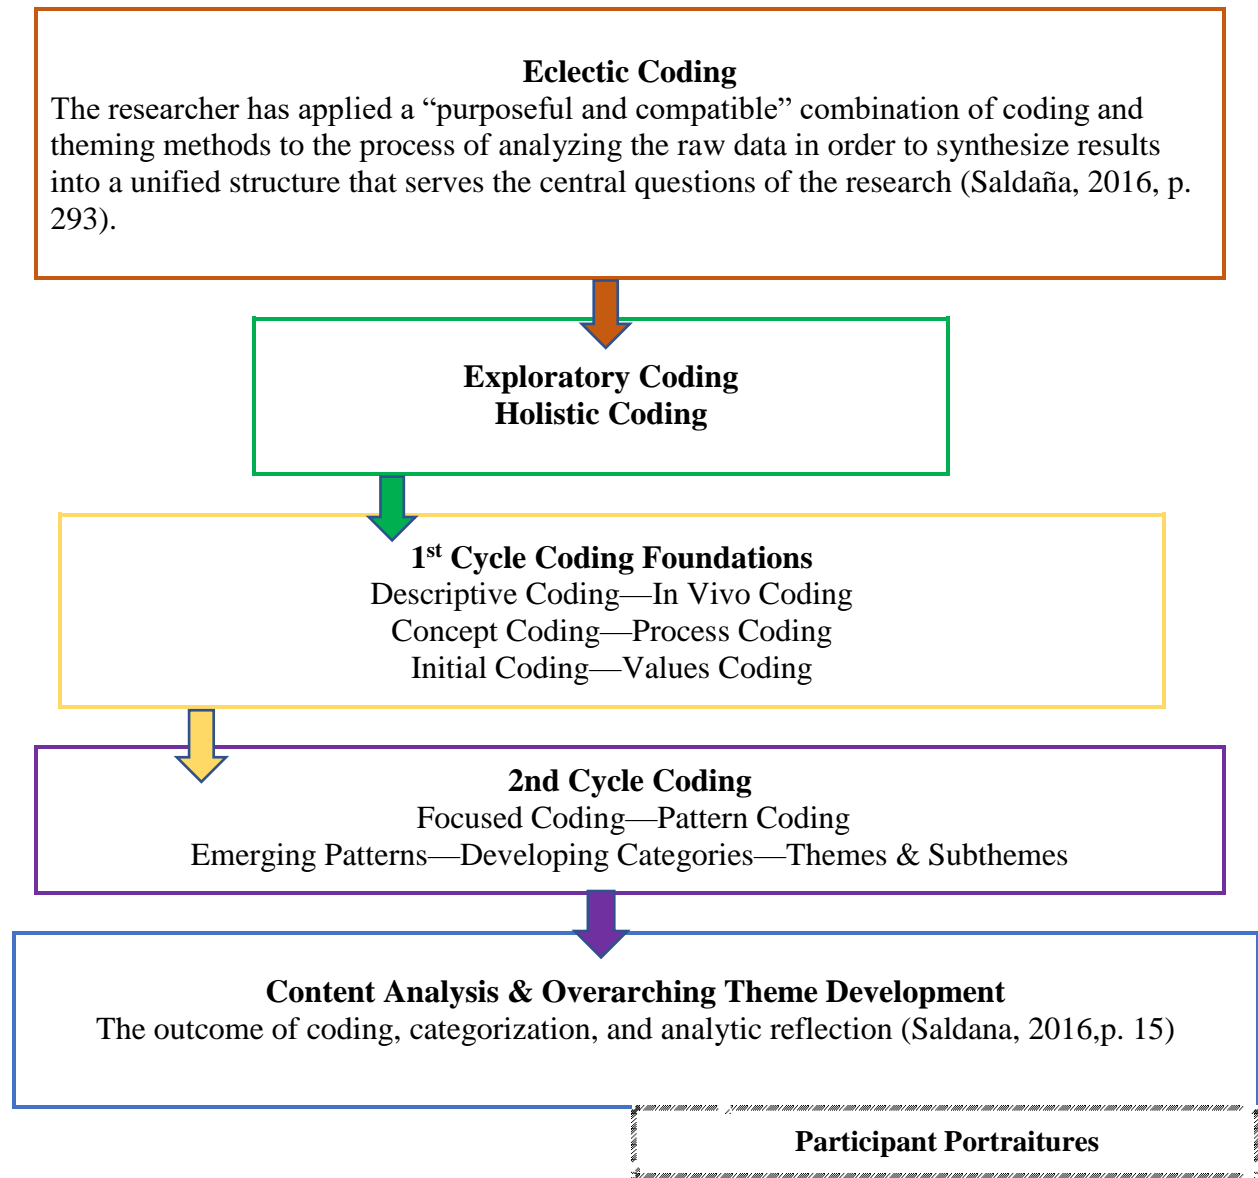 Eclectic Coding
The researcher has applied a “purposeful and compatible” combination of coding and
theming methods to the process of analyzing the raw data in order to synthesize results
into a unified structure that serves the central questions of the research (Saldaña, 2016, p.
293).
Exploratory Coding
Holistic Coding
1st Cycle Coding Foundations
Descriptive Coding—In Vivo Coding
Concept Coding—Process Coding
Initial Coding—Values Coding
2nd Cycle Coding
Focused Coding—Pattern Coding
Emerging Patterns—Developing Categories—Themes & Subthemes
Content Analysis & Overarching Theme Development
The outcome of coding, categorization, and analytic reflection (Saldana, 2016,p. 15)
Participant Portraitures